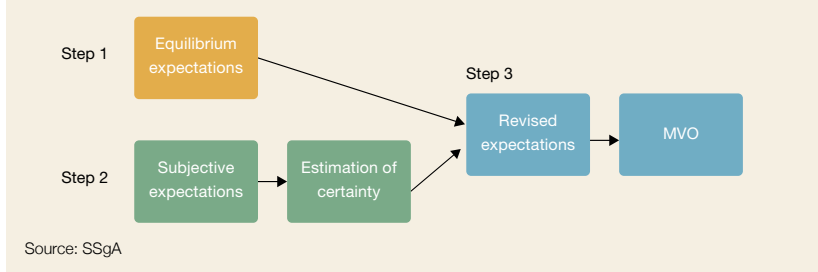 Step 1
Equilibrium
expectations
Step 2
Subjective
expectations
Estimation of
certainty
Step 3
Revised
expectations
MVO
Source: SSgA